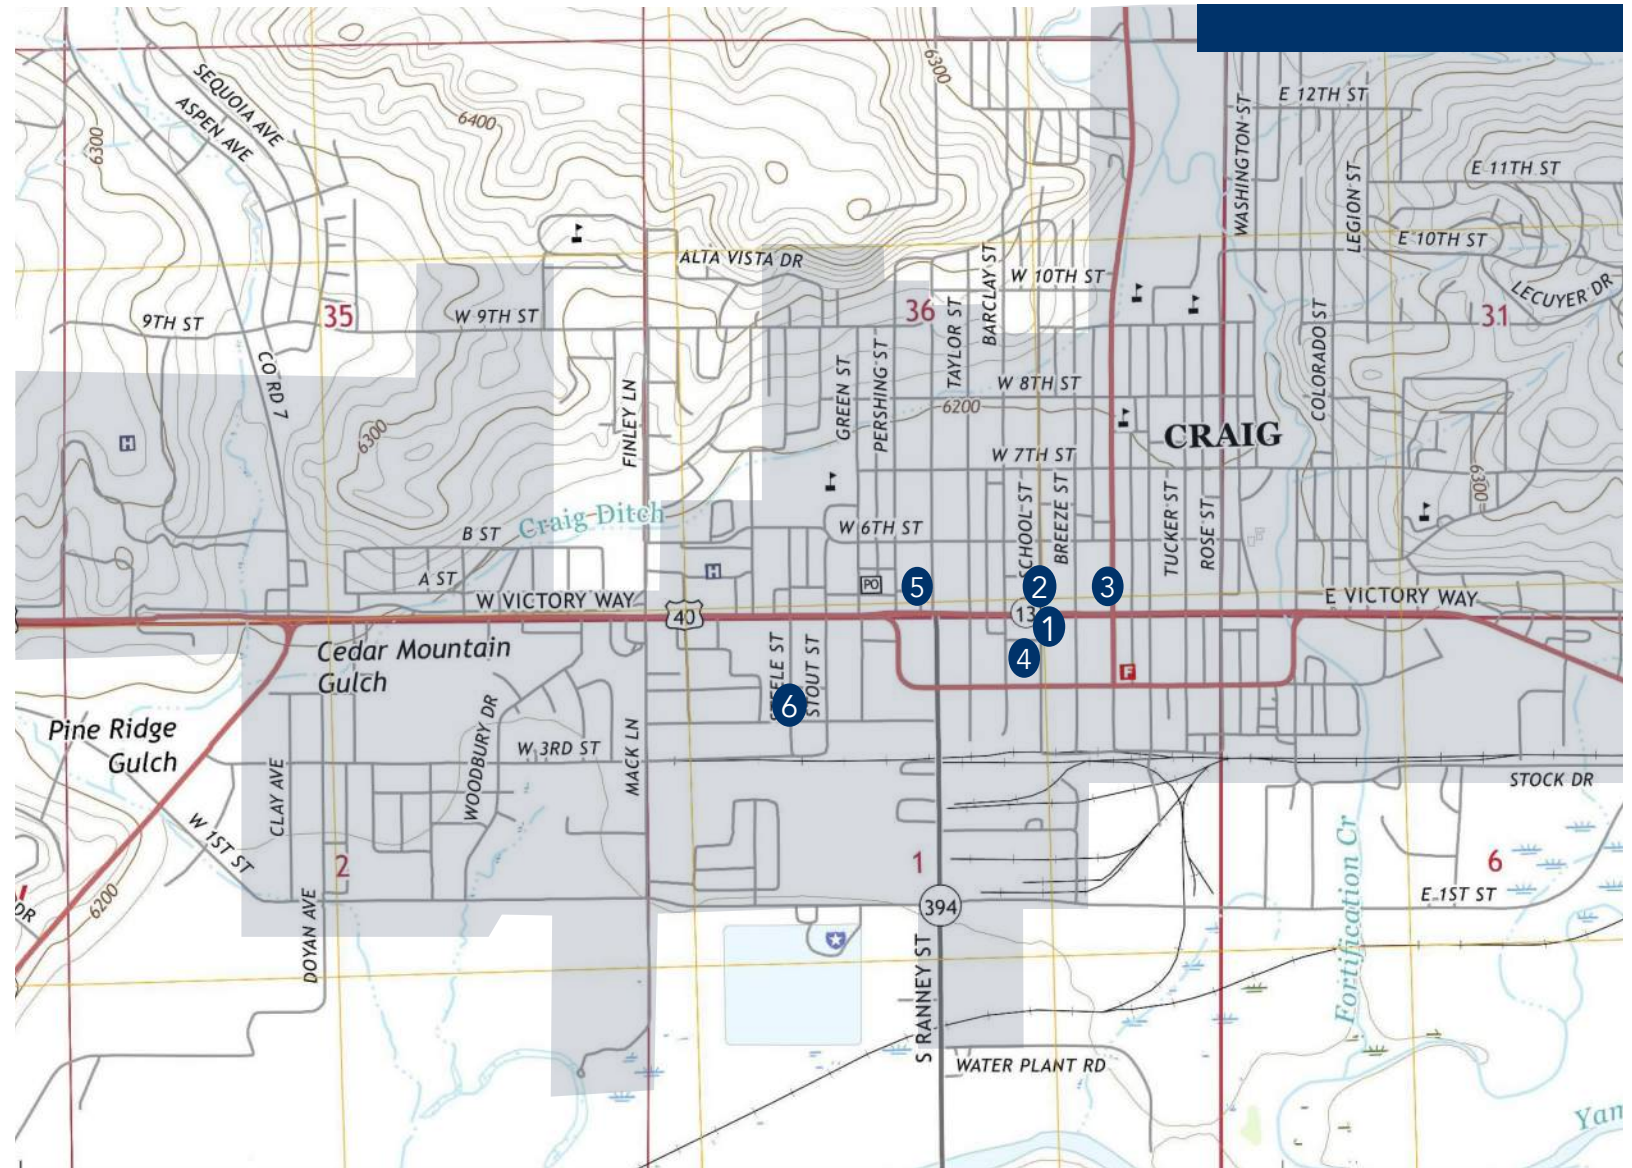 6300
E 12TH ST
SEQUOIA AVE
ASPEN AVE
6400
6300
WASHINGTON ST
LEGION ST
E 11TH ST
E 10TH ST
ALTA VISTA DR
BARCLAY ST
W 10TH ST
LECUYER DR
9TH ST
35
W 9TH ST
36
TAYLOR ST
31
CO RD 7
GREEN ST
PERSHING ST
W 8TH ST
COLORADO ST
6200
6300
FINLEY LN
CRAIG
H
W 7TH ST
6300
SCHOOL ST
BREEZE ST
TUCKER ST
ROSE ST
Craig Ditch
B ST
W 6TH ST
A ST
H
PO
5
2
3
W VICTORY WAY
E VICTORY WAY
40
13
1
Cedar Mountain
Gulch
STEELE ST
STOUT ST
4
F
6
Pine Ridge
Gulch
WOODBURY DR
W 3RD ST
MACK LN
CLAY AVE
STOCK DR
W 1ST ST
2
1
6
Fortification Cr
6200
DR
E 1ST ST
394
DOYAN AVE
S RANNEY ST
WATER PLANT RD
Yam